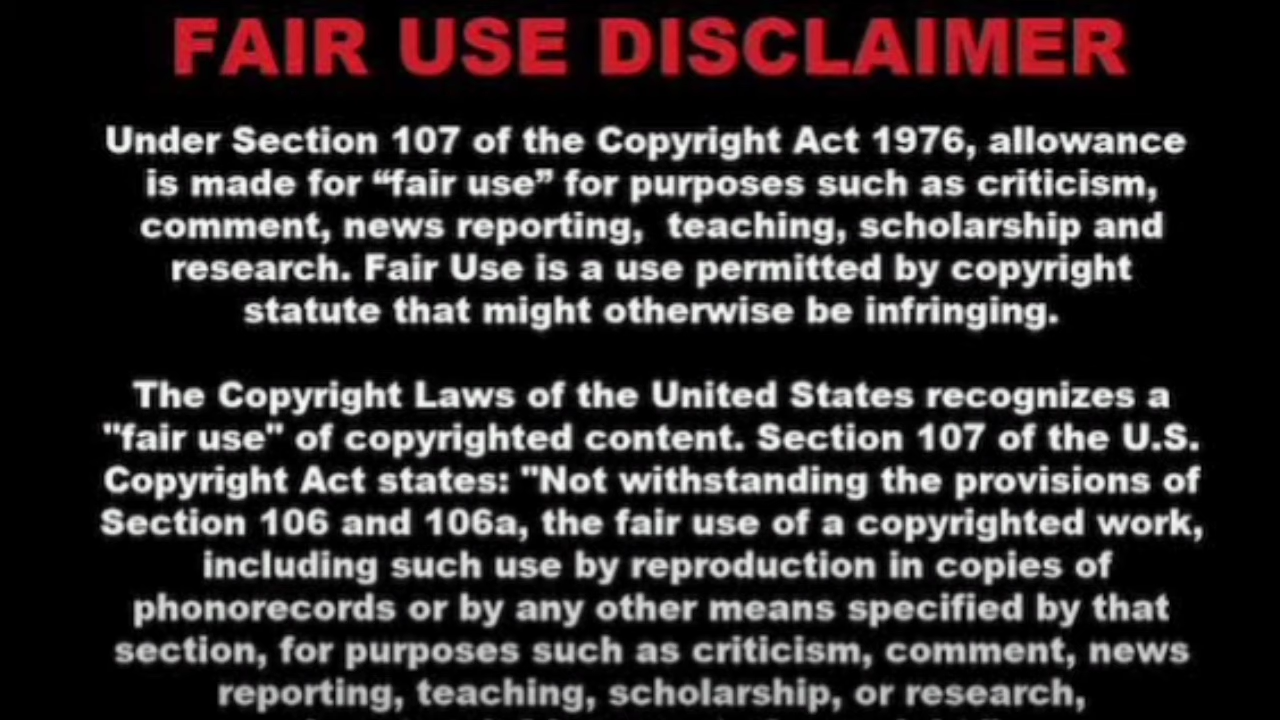 FAIR USE DISCLAIMER
Under Section 107 of the Copyright Act 1976, allowance
is made for “fair use” for purposes such as criticism,
comment, news reporting,  teaching, scholarship and
research. Fair Use is a use permitted by copyright
statute that might otherwise be infringing.
The Copyright Laws of the United States recognizes a
"fair use" of copyrighted content. Section 107 of the U.S.
Copyright Act states: "Not withstanding the provisions of
Section 106 and 106a, the fair use of a copyrighted work,
including such use by reproduction in copies of
phonorecords or by any other means specified by that
section, for purposes such as criticism, comment, news
reporting, teaching, scholarship, or research,